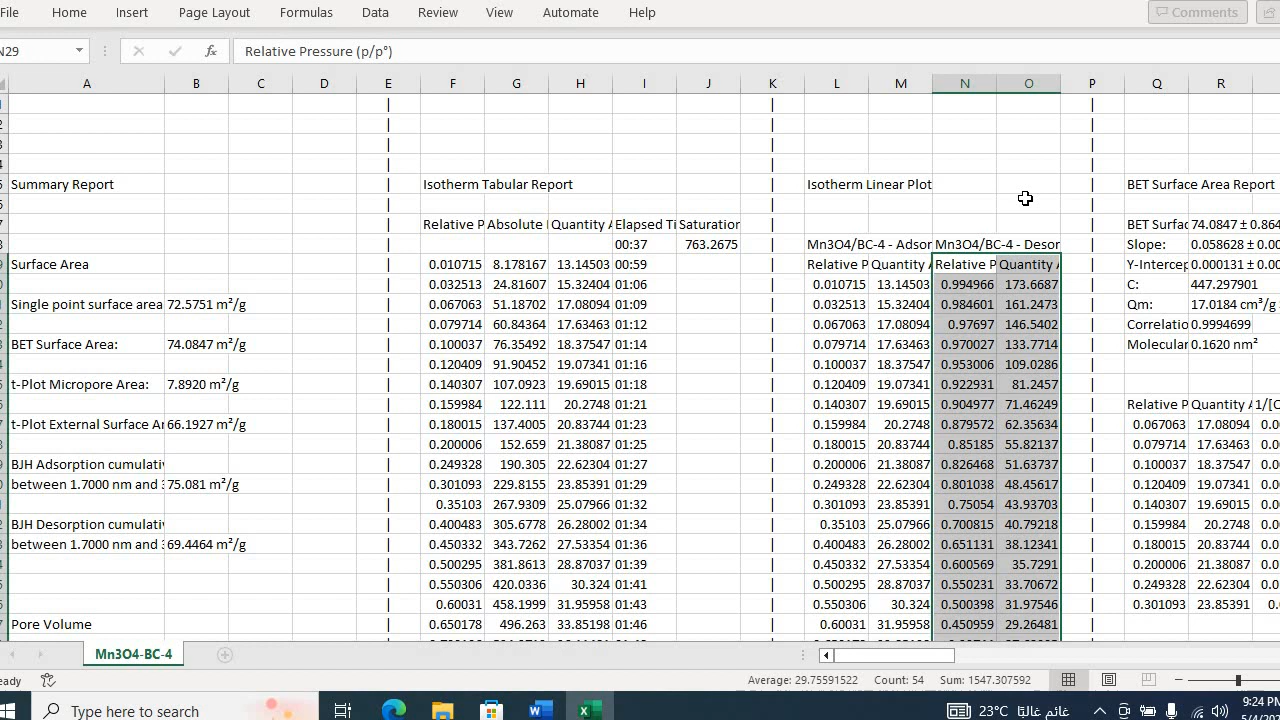 File Home Insert Page Layout Formulas Data Review View Automate Help Comments
N29 fx Relative Pressure (p/p°)
A B C D E F G H I J K L M N O P Q R
Summary Report | Isotherm Tabular Report | Isotherm Linear Plot | BET Surface Area Report
| Relative P Absolute Quantity A Elapsed Ti Saturation | | BET Surfac 74.0847 ± 0.864
| 00:37 763.2675 | Mn3O4/BC-4 - Adsor Mn3O4/BC-4 - Desor | Slope: 0.058628 ± 0.0
Surface Area | 0.010715 8.178167 13.14503 00:59 | Relative P Quantity A Relative P Quantity A | Y-Intercep 0.000131 ± 0.00
| 0.032513 24.81607 15.32404 01:06 | 0.010715 13.14503 0.994966 173.6687 | C: 447.297901
Single point surface area 72.5751 m²/g | 0.067063 51.18702 17.08094 01:09 | 0.032513 15.32404 0.984601 161.2473 | Qm: 17.0184 cm³/g
| 0.079714 60.84364 17.63463 01:12 | 0.067063 17.08094 0.97697 146.5402 | Correlatio 0.9994699
BET Surface Area: 74.0847 m²/g | 0.100037 76.35492 18.37547 01:14 | 0.079714 17.63463 0.970027 133.7714 | Molecular 0.1620 nm²
| 0.120409 91.90452 19.07341 01:16 | 0.100037 18.37547 0.953006 109.0286 |
t-Plot Micropore Area: 7.8920 m²/g | 0.140307 107.0923 19.69015 01:18 | 0.120409 19.07341 0.922931 81.2457 |
| 0.159984 122.111 20.2748 01:21 | 0.140307 19.69015 0.904977 71.46249 | Relative P Quantity A 1/[C
t-Plot External Surface Ar 66.1927 m²/g | 0.180015 137.4005 20.83744 01:23 | 0.159984 20.2748 0.879572 62.35634 | 0.067063 17.08094 0.0
| 0.200006 152.659 21.38087 01:25 | 0.180015 20.83744 0.85185 55.82137 | 0.079714 17.63463 0.0
BJH Adsorption cumulativ | 0.249328 190.305 22.62304 01:27 | 0.200006 21.38087 0.826468 51.63737 | 0.100037 18.37547 0.0
between 1.7000 nm and 3 75.081 m²/g | 0.301093 229.8155 23.85391 01:29 | 0.249328 22.62304 0.801038 48.45617 | 0.120409 19.07341 0.0
| 0.35103 267.9309 25.07966 01:32 | 0.301093 23.85391 0.75054 43.93703 | 0.140307 19.69015 0.0
BJH Desorption cumulativ | 0.400483 305.6778 26.28002 01:34 | 0.35103 25.07966 0.700815 40.79218 | 0.159984 20.2748 0.0
between 1.7000 nm and 3 69.4464 m²/g | 0.450332 343.7262 27.53354 01:36 | 0.400483 26.28002 0.651131 38.12341 | 0.180015 20.83744 0.0
| 0.500295 381.8613 28.87037 01:39 | 0.450332 27.53354 0.600569 35.7291 | 0.200006 21.38087 0.0
| 0.550306 420.0336 30.324 01:41 | 0.500295 28.87037 0.550231 33.70672 | 0.249328 22.62304 0.0
| 0.60031 458.1999 31.95958 01:43 | 0.550306 30.324 0.500398 31.97546 | 0.301093 23.85391 0.0
Pore Volume | 0.650178 496.263 33.85198 01:46 | 0.60031 31.95958 0.450959 29.26481 |
Mn3O4-BC-4
eady Average: 29.75591522 Count: 54 Sum: 1547.307592
Type here to search 23°C غائم غالبًا 9:24 PM